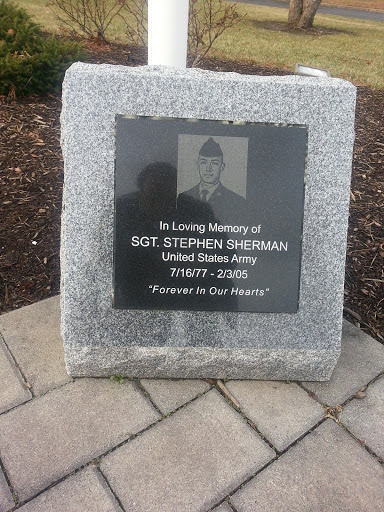 In Loving Memory of
SGT. STEPHEN SHERMAN
United States Army
7/16/77 - 2/3/05
"Forever In Our Hearts"